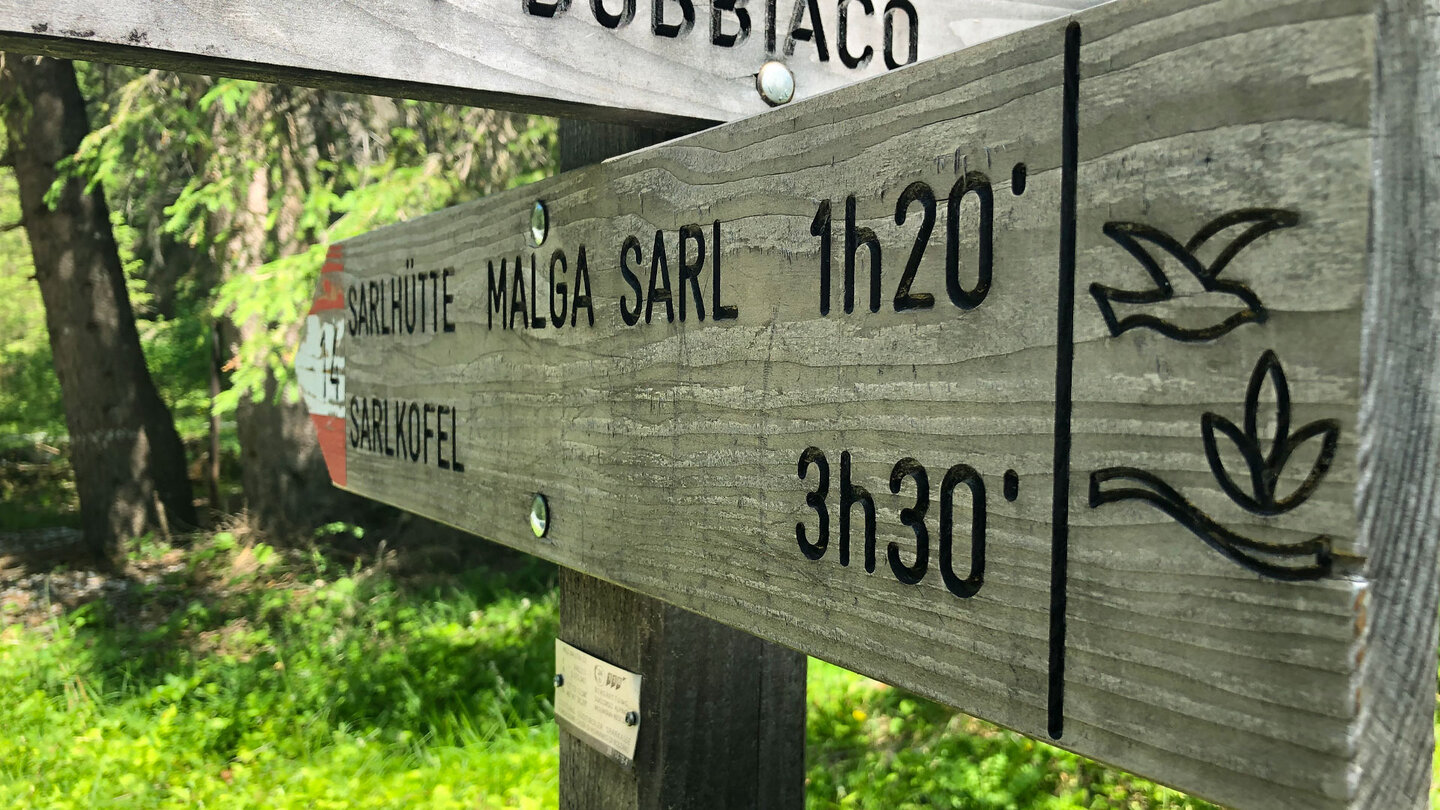 DOBBIACO
SARLHÜTTE MALGA SARL 1h20'
14
SARLKOFEL 3h30'